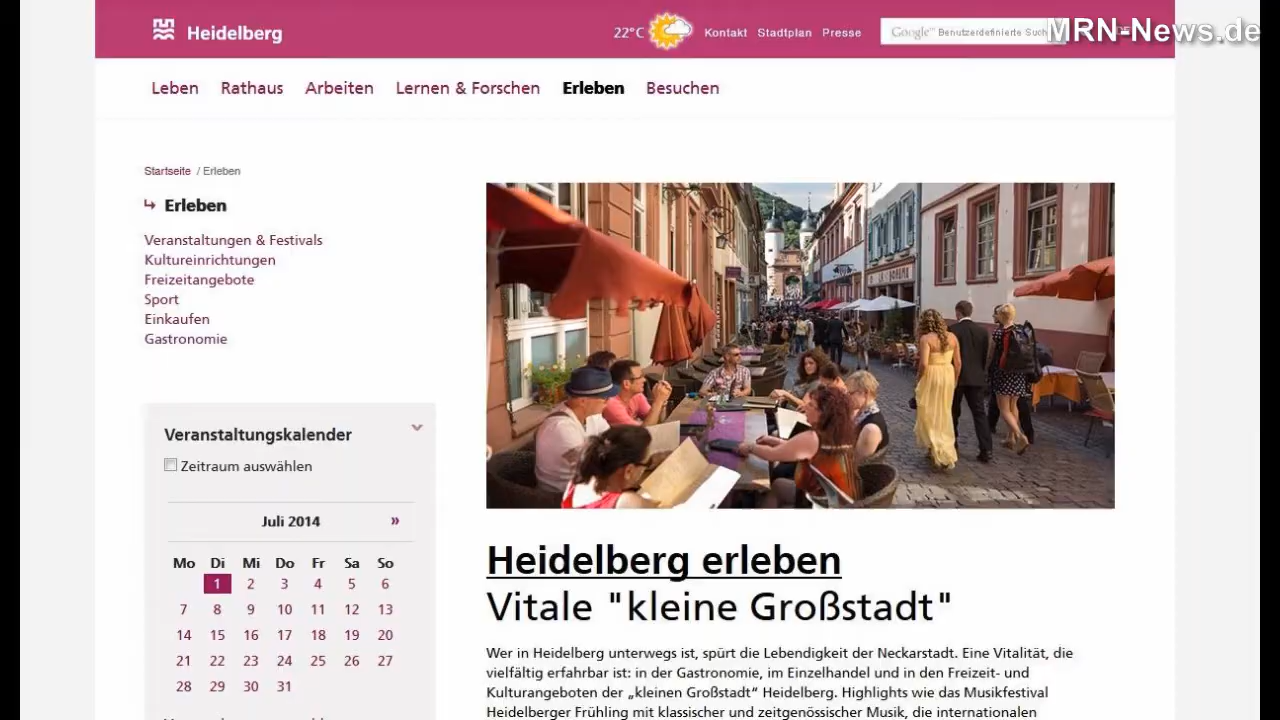 Heidelberg
22°C
Kontakt Stadtplan Presse
Google™ Benutzerdefinierte Such
MRN-News.de
Leben Rathaus Arbeiten Lernen & Forschen Erleben Besuchen
Startseite / Erleben
Erleben
Veranstaltungen & Festivals
Kultureinrichtungen
Freizeitangebote
Sport
Einkaufen
Gastronomie
Veranstaltungskalender
Zeitraum auswählen
Juli 2014 »
Mo Di Mi Do Fr Sa So
1 2 3 4 5 6
7 8 9 10 11 12 13
14 15 16 17 18 19 20
21 22 23 24 25 26 27
28 29 30 31
Heidelberg erleben
Vitale "kleine Großstadt"
Wer in Heidelberg unterwegs ist, spürt die Lebendigkeit der Neckarstadt. Eine Vitalität, die
vielfältig erfahrbar ist: in der Gastronomie, im Einzelhandel und in den Freizeit- und
Kulturangeboten der „kleinen Großstadt“ Heidelberg. Highlights wie das Musikfestival
Heidelberger Frühling mit klassischer und zeitgenössischer Musik, die internationalen